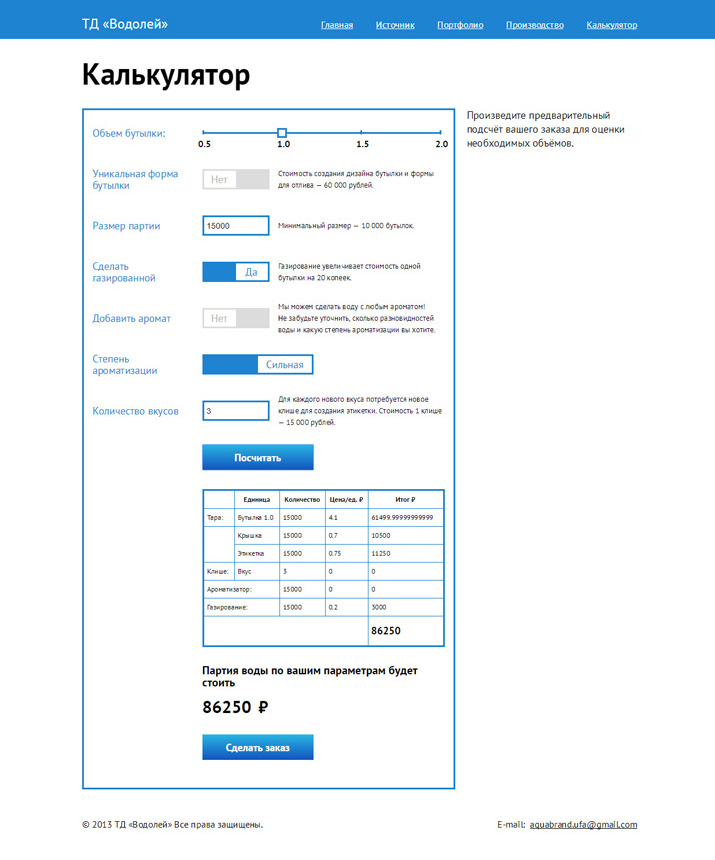 ТД «Водолей»
Главная Источник Портфолио Производство Калькулятор
Калькулятор
Произведите предварительный
подсчёт вашего заказа для оценки
необходимых объёмов.
Объем бутылки:
0.5 1.0 1.5 2.0
Уникальная форма
бутылки
Нет
Стоимость создания дизайна бутылки и формы
для отлива — 60 000 рублей.
Размер партии
15000
Минимальный размер — 10 000 бутылок.
Сделать
газированной
Да
Газирование увеличивает стоимость одной
бутылки на 20 копеек.
Добавить аромат
Нет
Мы можем сделать воду с любым ароматом!
Не забудьте уточнить, сколько разновидностей
воды и какую степень ароматизации вы хотите.
Степень
ароматизации
Сильная
Количество вкусов
3
Для каждого нового вкуса потребуется новое
клише для создания этикетки. Стоимость 1 клише
— 15 000 рублей.
Посчитать
Единица Количество Цена/ед. ₽ Итог ₽
Тара: Бутылка 1.0 15000 4.1 61499.99999999999
Крышка 15000 0.7 10500
Этикетка 15000 0.75 11250
Клише: Вкус 3 0 0
Ароматизатор: 15000 0 0
Газирование: 15000 0.2 3000
86250
Партия воды по вашим параметрам будет
стоить
86250 ₽
Сделать заказ
© 2013 ТД «Водолей» Все права защищены.
E-mail: aquabrand.ufa@gmail.com